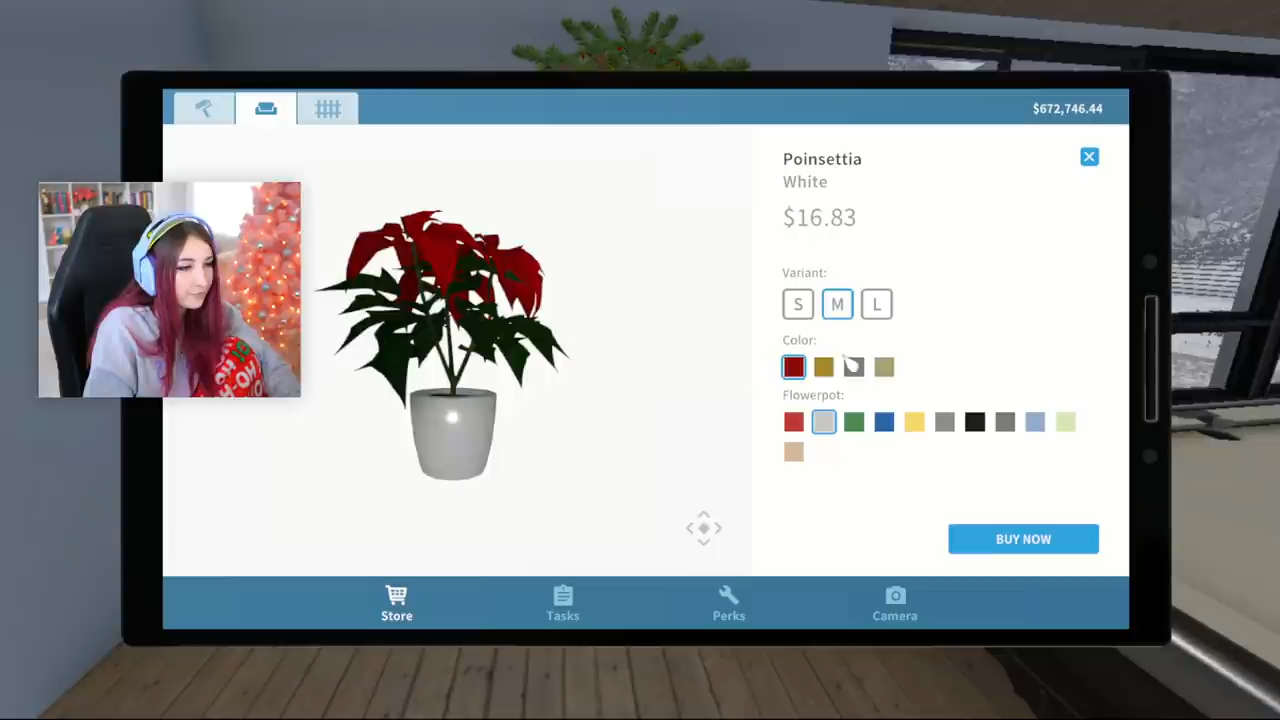 $672,746.44
Poinsettia
White
$16.83
Variant:
S M L
Color:
Flowerpot:
BUY NOW
Store Tasks Perks Camera